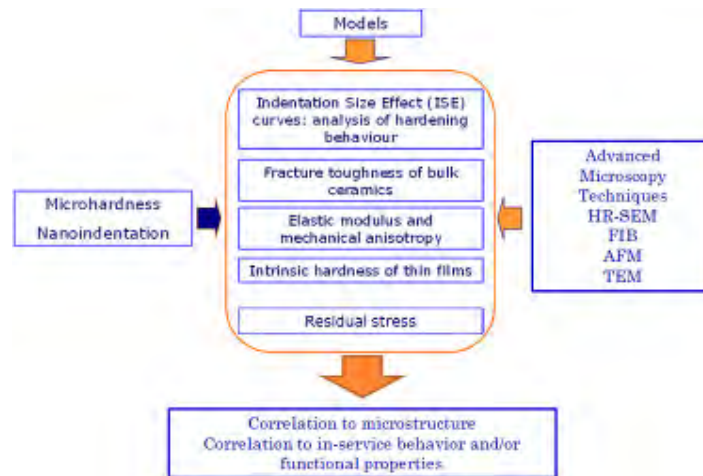 Models
Indentation Size Effect (ISE)
curves: analysis of hardening
behaviour
Fracture toughness of bulk
ceramics
Elastic modulus and
mechanical anisotropy
Intrinsic hardness of thin films
Residual stress
Microhardness
Nanoindentation
Advanced
Microscopy
Techniques
HR-SEM
FIB
AFM
TEM
Correlation to microstructure
Correlation to in-service behavior and/or
functional properties